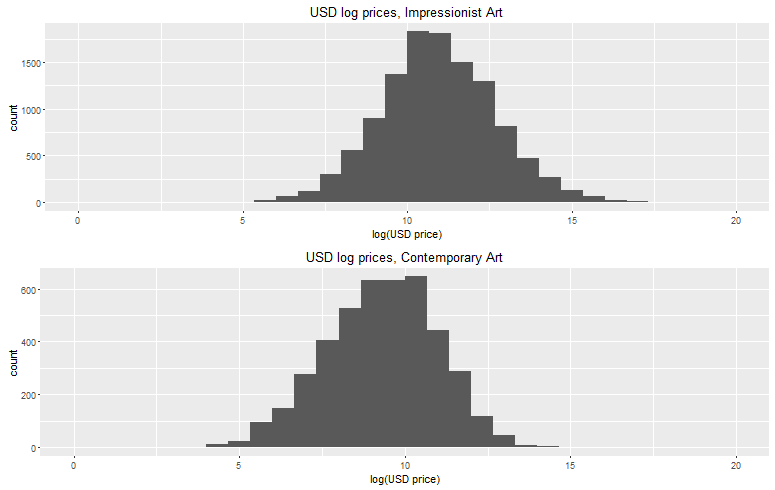 USD log prices, Impressionist Art
1500
1000
500
0
count
0 5 10 15 20
log(USD price)
USD log prices, Contemporary Art
600
400
200
0
count
0 5 10 15 20
log(USD price)